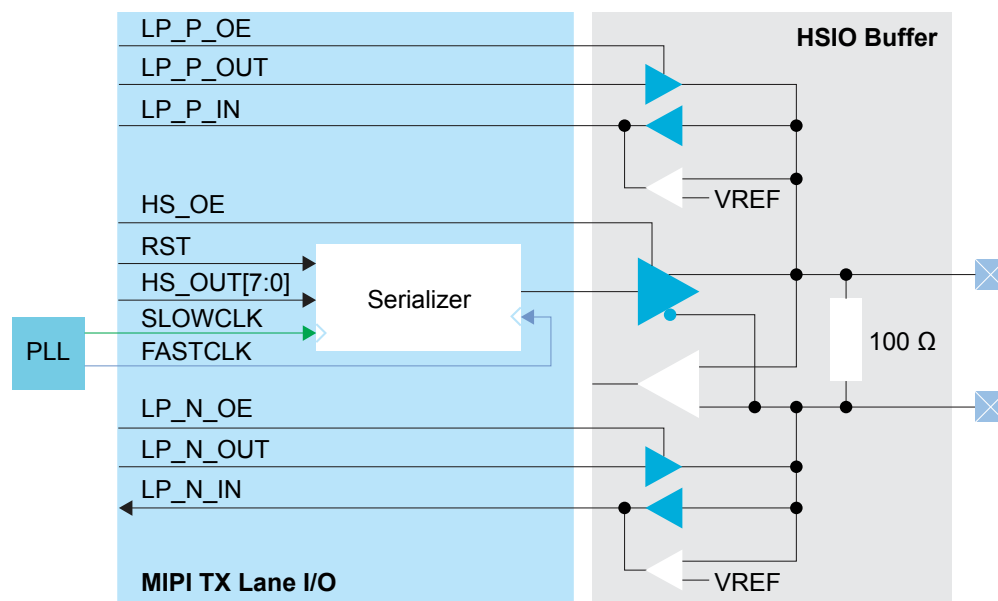 LP_P_OE
HSIO Buffer
LP_P_OUT
LP_P_IN
VREF
HS_OE
RST
HS_OUT[7:0]
Serializer
SLOWCLK
PLL
FASTCLK
100 Ω
LP_N_OE
LP_N_OUT
LP_N_IN
MIPI TX Lane I/O
VREF